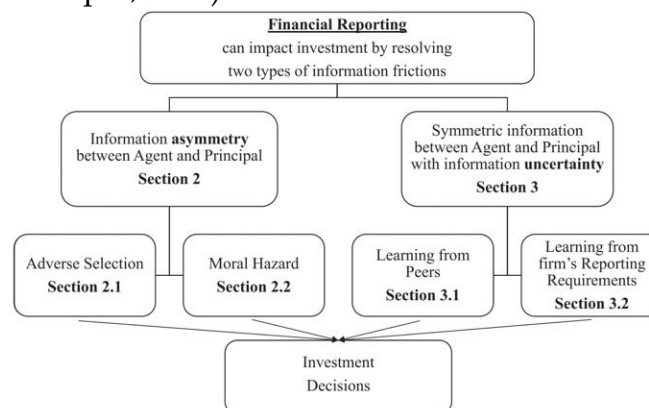 Financial Reporting
can impact investment by resolving
two types of information frictions
Information asymmetry
between Agent and Principal
Section 2
Symmetric information
between Agent and Principal
with information uncertainty
Section 3
Adverse Selection
Section 2.1
Moral Hazard
Section 2.2
Learning from
Peers
Section 3.1
Learning from
firm's Reporting
Requirements
Section 3.2
Investment
Decisions